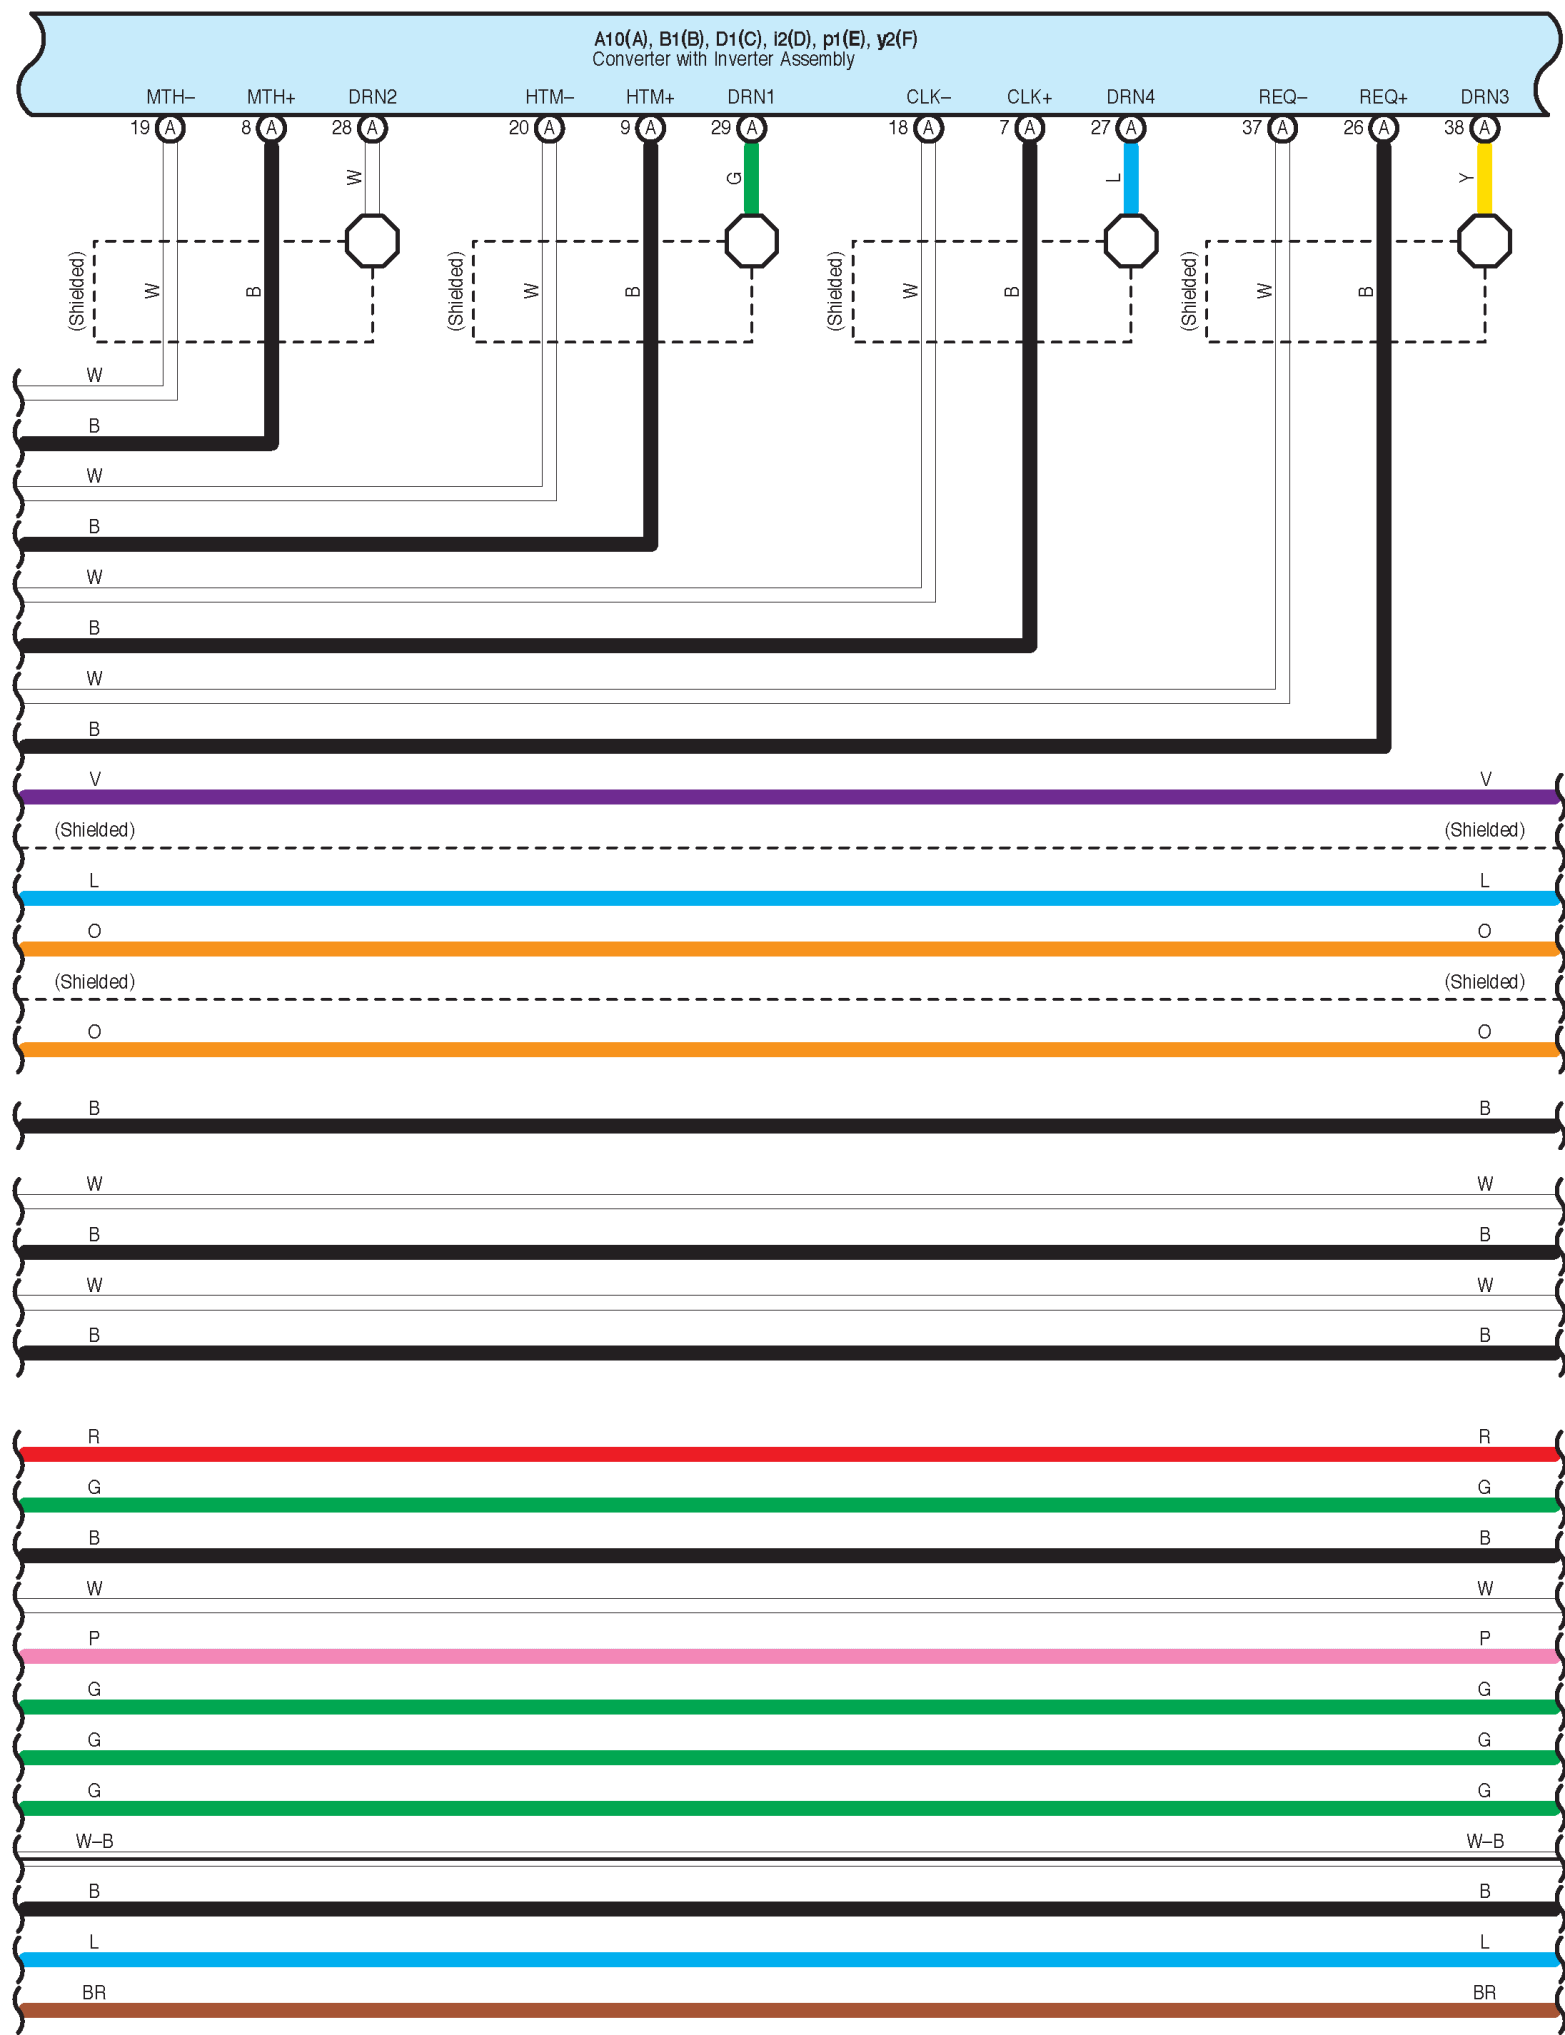 A10(A), B1(B), D1(C), i2(D), p1(E), y2(F)
Converter with Inverter Assembly
MTH– MTH+ DRN2 HTM– HTM+ DRN1 CLK– CLK+ DRN4 REQ– REQ+ DRN3
19 A 8 A 28 A 20 A 9 A 29 A 18 A 7 A 27 A 37 A 26 A 38 A
W G L Y
(Shielded) W B (Shielded) W B (Shielded) W B (Shielded) W B
W
B
W
B
W
B
W
B
V V
(Shielded) (Shielded)
L L
O O
(Shielded) (Shielded)
O O
B B
W W
B B
W W
B B
R R
G G
B B
W W
P P
G G
G G
G G
W–B W–B
B B
L L
BR BR